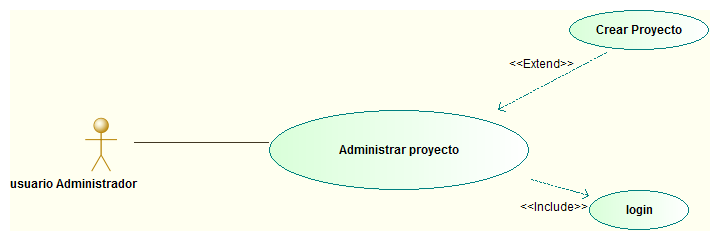 Crear Proyecto
<<Extend>>
Administrar proyecto
usuario Administrador
<<Include>>
login